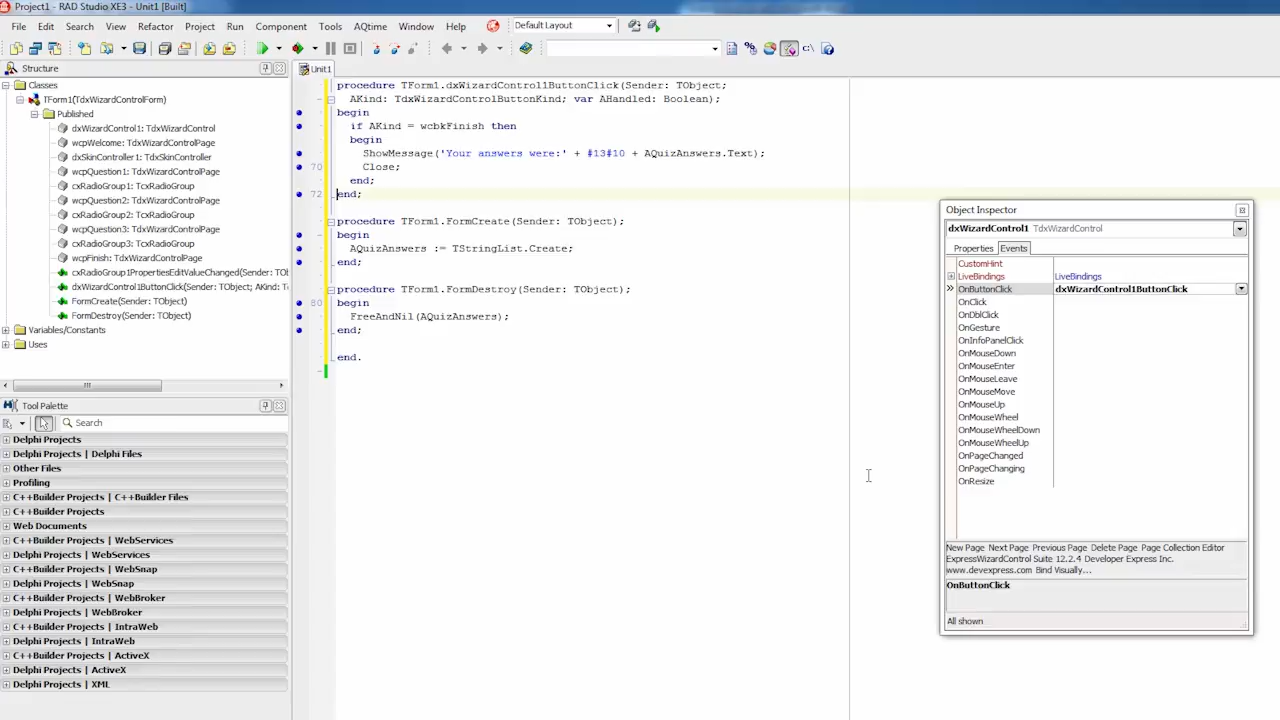 Project1 - RAD Studio XE3 - Unit1 [Built]
File Edit Search View Refactor Project Run Component Tools AQtime Window Help Default Layout
C:\
Structure
Unit1
Classes
TForm1(TdxWizardControlForm)
Published
dxWizardControl1: TdxWizardControl
wcpWelcome: TdxWizardControlPage
dxSkinController1: TdxSkinController
wcpQuestion1: TdxWizardControlPage
cxRadioGroup1: TcxRadioGroup
wcpQuestion2: TdxWizardControlPage
cxRadioGroup2: TcxRadioGroup
wcpQuestion3: TdxWizardControlPage
cxRadioGroup3: TcxRadioGroup
wcpFinish: TdxWizardControlPage
cxRadioGroup1PropertiesEditValueChanged(Sender: TOb
dxWizardControl1ButtonClick(Sender: TObject; AKind: T
FormCreate(Sender: TObject)
FormDestroy(Sender: TObject)
Variables/Constants
Uses
Tool Palette
Search
Delphi Projects
Delphi Projects | Delphi Files
Other Files
Profiling
C++Builder Projects | C++Builder Files
C++Builder Projects
Web Documents
C++Builder Projects | WebServices
Delphi Projects | WebServices
C++Builder Projects | WebSnap
Delphi Projects | WebSnap
C++Builder Projects | WebBroker
Delphi Projects | WebBroker
C++Builder Projects | IntraWeb
Delphi Projects | IntraWeb
C++Builder Projects | ActiveX
Delphi Projects | ActiveX
Delphi Projects | XML
procedure TForm1.dxWizardControl1ButtonClick(Sender: TObject;
AKind: TdxWizardControlButtonKind; var AHandled: Boolean);
begin
if AKind = wcbkFinish then
begin
ShowMessage('Your answers were:' + #13#10 + AQuizAnswers.Text);
70 Close;
end;
72 end;
procedure TForm1.FormCreate(Sender: TObject);
begin
AQuizAnswers := TStringList.Create;
end;
procedure TForm1.FormDestroy(Sender: TObject);
80 begin
FreeAndNil(AQuizAnswers);
end;
end.
Object Inspector
dxWizardControl1 TdxWizardControl
Properties Events
CustomHint
LiveBindings LiveBindings
OnButtonClick dxWizardControl1ButtonClick
OnClick
OnDblClick
OnGesture
OnInfoPanelClick
OnMouseDown
OnMouseEnter
OnMouseLeave
OnMouseMove
OnMouseUp
OnMouseWheel
OnMouseWheelDown
OnMouseWheelUp
OnPageChanged
OnPageChanging
OnResize
New Page Next Page Previous Page Delete Page Page Collection Editor
ExpressWizardControl Suite 12.2.4 Developer Express Inc.
www.devexpress.com Bind Visually...
OnButtonClick
All shown